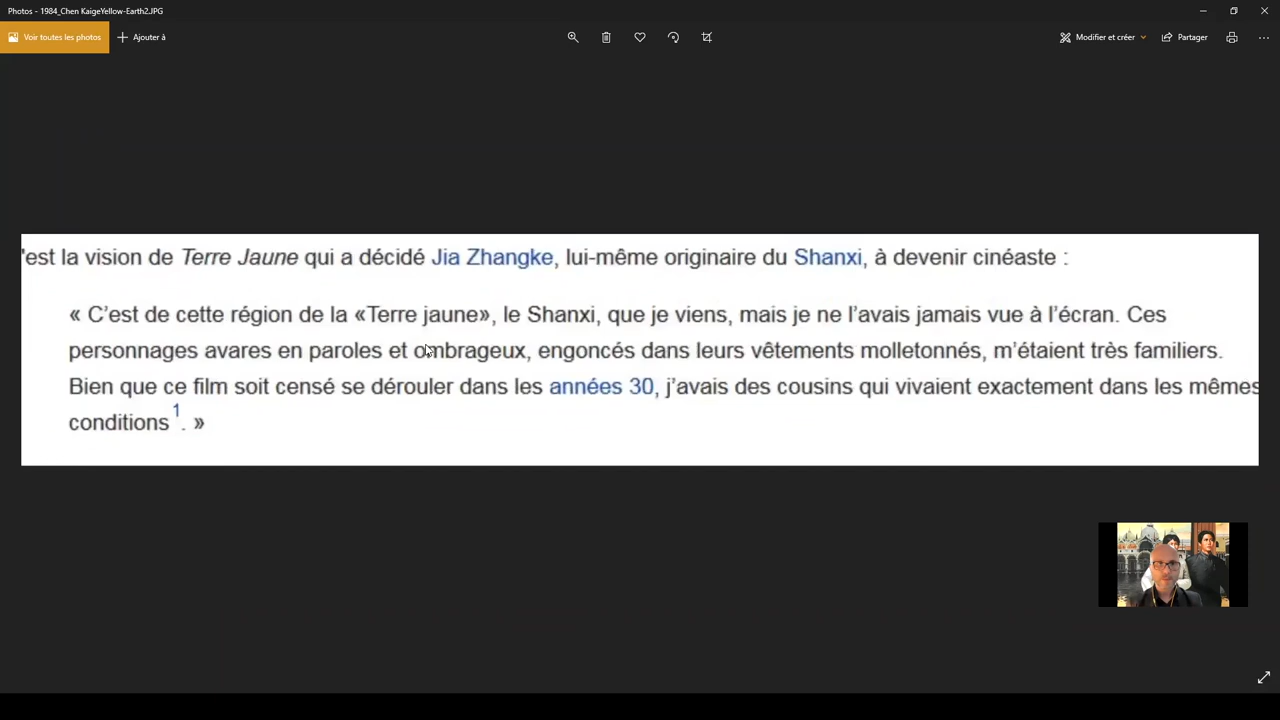 Photos - 1984_Chen KaigeYellow-Earth2.JPG
Voir toutes les photos
Ajouter à
Modifier et créer
Partager
'est la vision de Terre Jaune qui a décidé Jia Zhangke, lui-même originaire du Shanxi, à devenir cinéaste :
« C’est de cette région de la «Terre jaune», le Shanxi, que je viens, mais je ne l’avais jamais vue à l’écran. Ces
personnages avares en paroles et ombrageux, engoncés dans leurs vêtements molletonnés, m’étaient très familiers.
Bien que ce film soit censé se dérouler dans les années 30, j’avais des cousins qui vivaient exactement dans les mêmes
conditions1. »